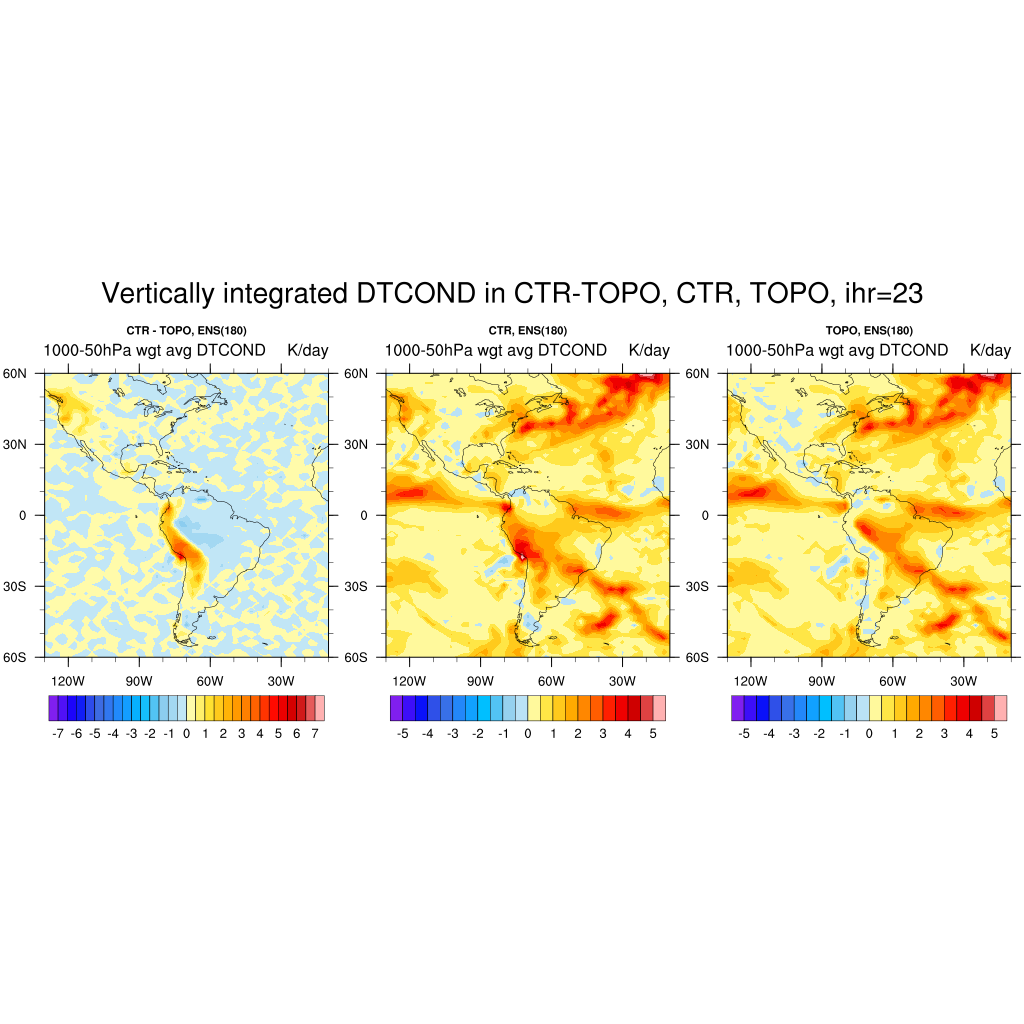 Vertically integrated DTCOND in CTR-TOPO, CTR, TOPO, ihr=23
CTR - TOPO, ENS(180)
1000-50hPa wgt avg DTCOND K/day
60N
30N
0
30S
60S
120W 90W 60W 30W
-7 -6 -5 -4 -3 -2 -1 0 1 2 3 4 5 6 7
CTR, ENS(180)
1000-50hPa wgt avg DTCOND K/day
60N
30N
0
30S
60S
120W 90W 60W 30W
-5 -4 -3 -2 -1 0 1 2 3 4 5
TOPO, ENS(180)
1000-50hPa wgt avg DTCOND K/day
60N
30N
0
30S
60S
120W 90W 60W 30W
-5 -4 -3 -2 -1 0 1 2 3 4 5